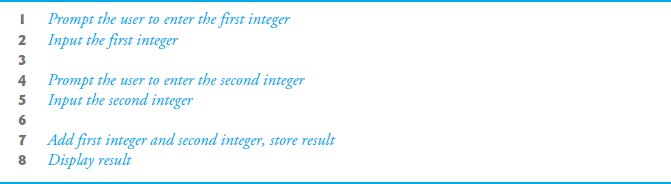 1 Prompt the user to enter the first integer
2 Input the first integer
3
4 Prompt the user to enter the second integer
5 Input the second integer
6
7 Add first integer and second integer, store result
8 Display result